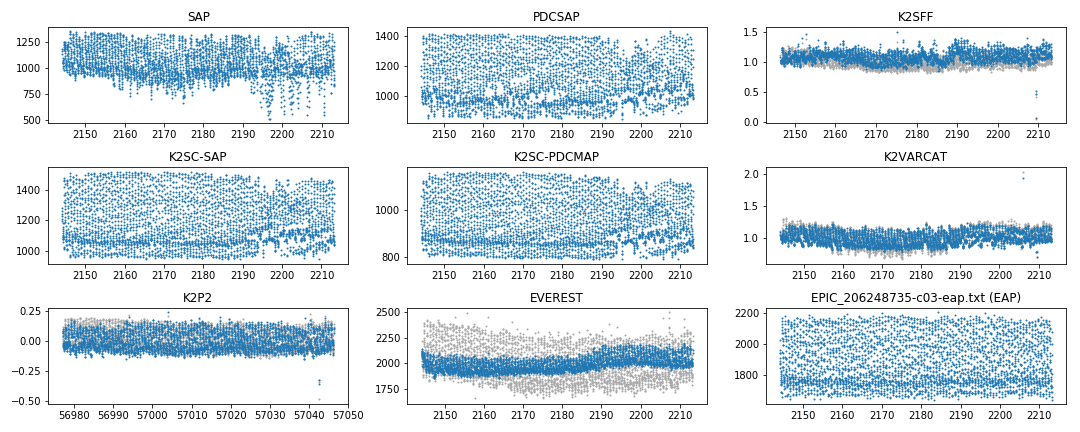 SAP PDCSAP K2SFF
1250 1000 750 500
1400 1200 1000
1.5 1.0 0.5 0.0
2150 2160 2170 2180 2190 2200 2210
2150 2160 2170 2180 2190 2200 2210
2150 2160 2170 2180 2190 2200 2210
K2SC-SAP K2SC-PDCMAP K2VARCAT
1400 1200 1000
1000 800
2.0 1.5 1.0
2150 2160 2170 2180 2190 2200 2210
2150 2160 2170 2180 2190 2200 2210
2150 2160 2170 2180 2190 2200 2210
K2P2 EVEREST EPIC_206248735-c03-eap.txt (EAP)
0.25 0.00 −0.25 −0.50
2500 2250 2000 1750
2200 2000 1800
56980 56990 57000 57010 57020 57030 57040 57050
2150 2160 2170 2180 2190 2200 2210
2150 2160 2170 2180 2190 2200 2210